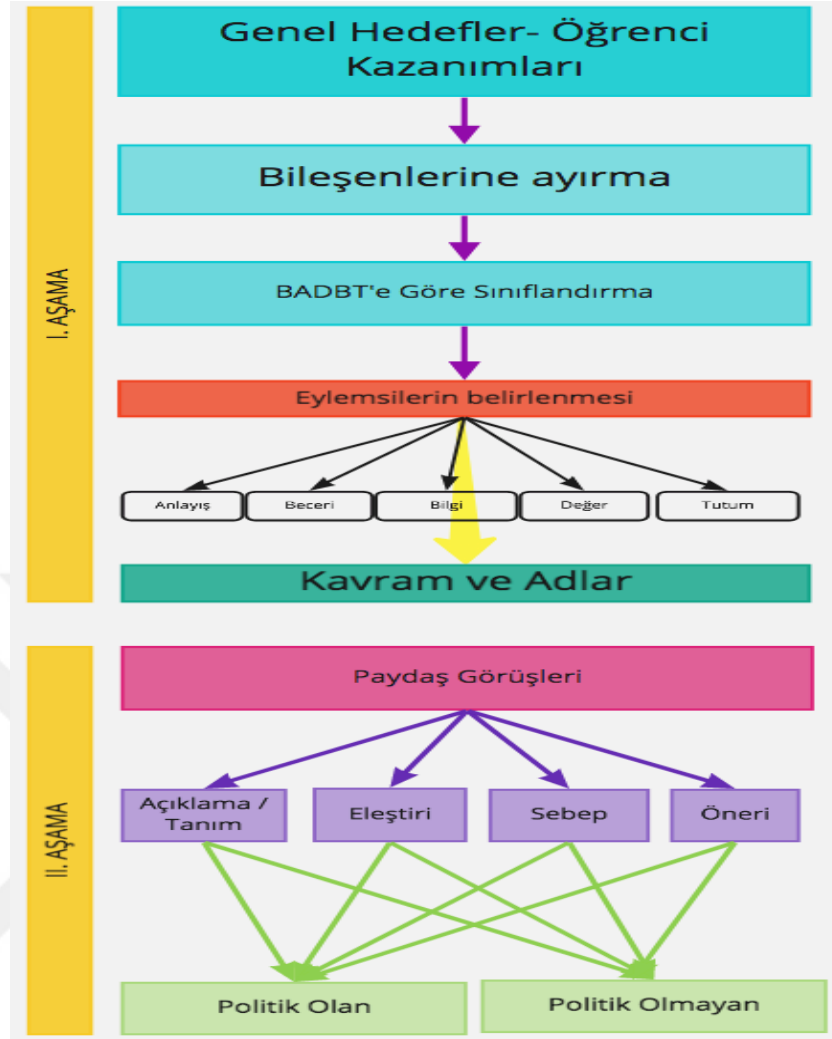 Genel Hedefler- Öğrenci
Kazanımları
Bileşenlerine ayırma
BADBT'e Göre Sınıflandırma
I. AŞAMA
Eylemsilerin belirlenmesi
Anlayış
Beceri
Bilgi
Değer
Tutum
Kavram ve Adlar
Paydaş Görüşleri
II. AŞAMA
Açıklama /
Tanım
Eleştiri
Sebep
Öneri
Politik Olan
Politik Olmayan